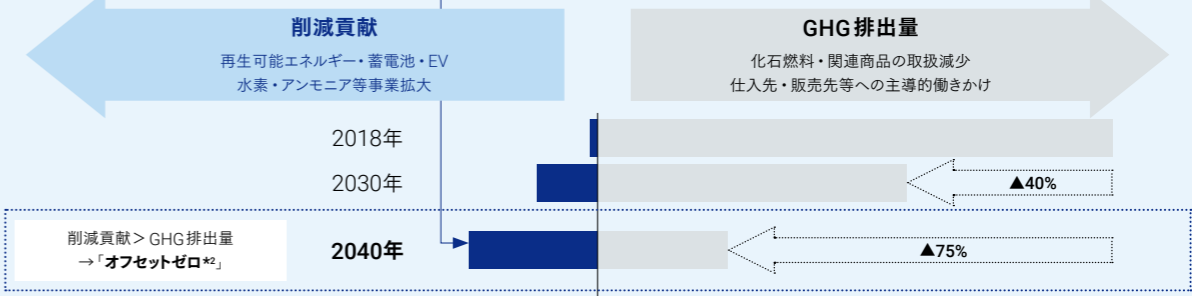 削減貢献
再生可能エネルギー・蓄電池・EV
水素・アンモニア等事業拡大
GHG排出量
化石燃料・関連商品の取扱減少
仕入先・販売先等への主導的働きかけ
2018年
2030年
▲40%
削減貢献＞GHG排出量
→「オフセットゼロ*2」
2040年
▲75%